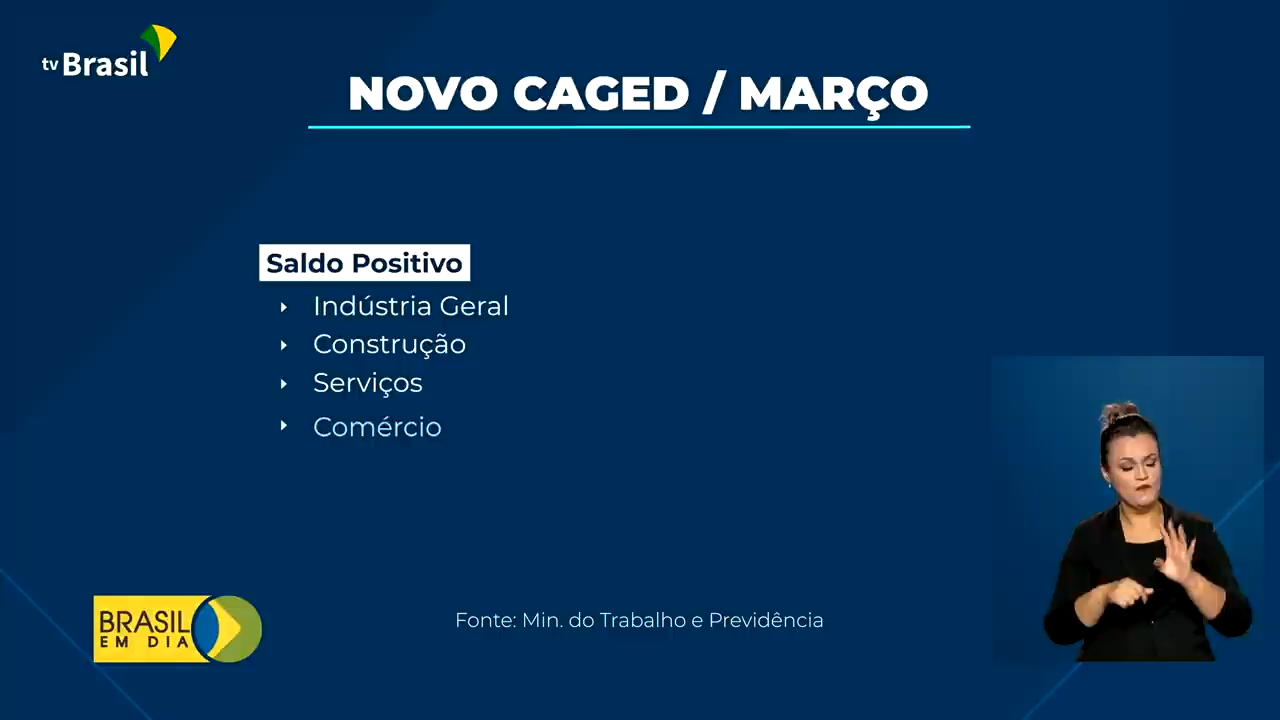 tv Brasil
NOVO CAGED / MARÇO
Saldo Positivo
Indústria Geral
Construção
Serviços
Comércio
BRASIL
EM DIA
Fonte: Min. do Trabalho e Previdência